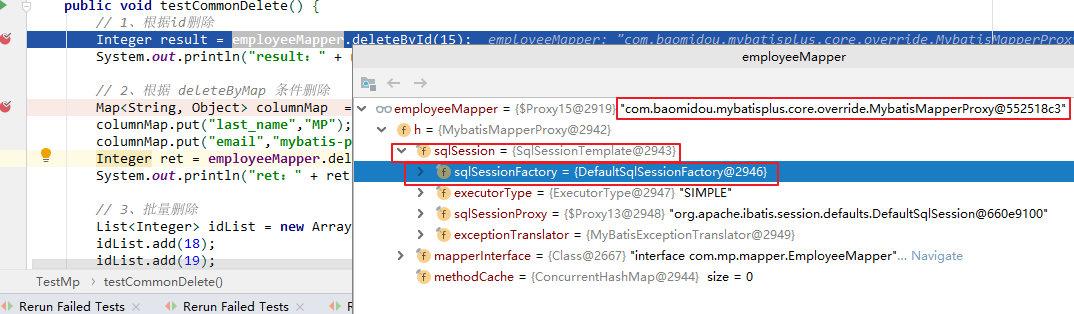 public void testCommonDelete() {
// 1、根据id删除
Integer result = employeeMapper.deleteById(15); employeeMapper: "com.baomidou.mybatisplus.core.override.MybatisMapperProx
System.out.println("result: " + r
// 2、根据 deleteByMap 条件删除
Map<String, Object> columnMap =
columnMap.put("last_name","MP");
columnMap.put("email","mybatis-p
Integer ret = employeeMapper.del
System.out.println("ret: " + ret
// 3、批量删除
List<Integer> idList = new Array
idList.add(18);
idList.add(19);
TestMp › testCommonDelete()
Rerun Failed Tests × Rerun Failed Tests ×
employeeMapper
employeeMapper = {$Proxy15@2919} "com.baomidou.mybatisplus.core.override.MybatisMapperProxy@552518c3"
f h = {MybatisMapperProxy@2942}
f sqlSession = {SqlSessionTemplate@2943}
f sqlSessionFactory = {DefaultSqlSessionFactory@2946}
f executorType = {ExecutorType@2947} "SIMPLE"
f sqlSessionProxy = {$Proxy13@2948} "org.apache.ibatis.session.defaults.DefaultSqlSession@660e9100"
f exceptionTranslator = {MyBatisExceptionTranslator@2949}
f mapperInterface = {Class@2667} "interface com.mp.mapper.EmployeeMapper"... Navigate
f methodCache = {ConcurrentHashMap@2944} size = 0